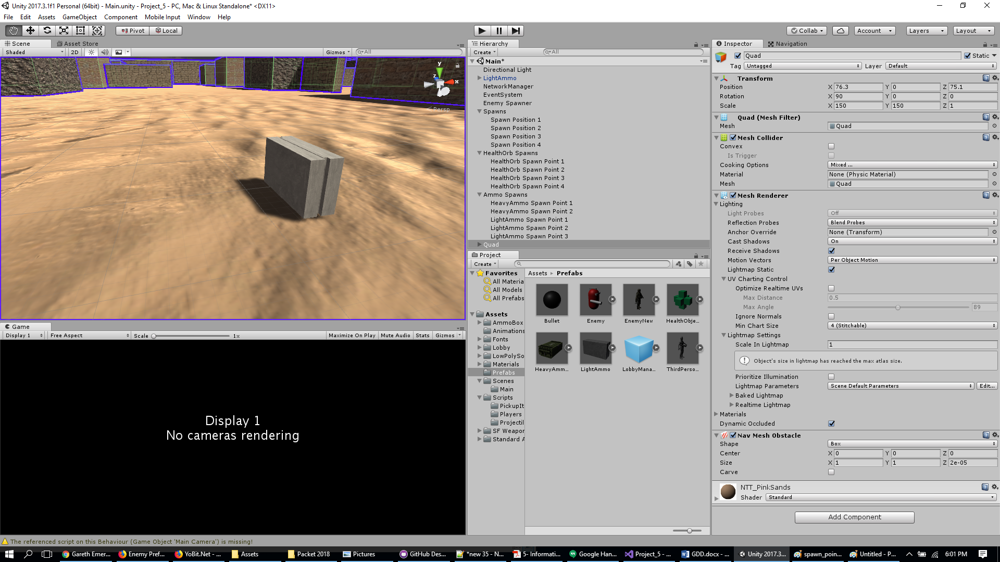 Unity 2017.3.1f1 Personal (64bit) - Main.unity - Project_5 - PC, Mac & Linux Standalone* <DX11>
File Edit Assets GameObject Component Mobile Input Window Help
Pivot Local
Collab Account Layers Layout
Scene Asset Store
Shaded 2D Gizmos All
y
z
x
Persp
Hierarchy
Create All
Main*
Directional Light
LightAmmo
NetworkManager
EventSystem
Enemy Spawner
Spawns
Spawn Position 1
Spawn Position 2
Spawn Position 3
Spawn Position 4
HealthOrb Spawns
HealthOrb Spawn Point 1
HealthOrb Spawn Point 2
HealthOrb Spawn Point 3
HealthOrb Spawn Point 4
Ammo Spawns
HeavyAmmo Spawn Point 1
HeavyAmmo Spawn Point 2
LightAmmo Spawn Point 1
LightAmmo Spawn Point 2
LightAmmo Spawn Point 3
Quad
Project
Create
Favorites
All Materia
All Models
All Prefabs
Assets
AmmoBox
Animations
Fonts
Lobby
LowPolySo
Materials
Prefabs
Scenes
Main
Scripts
PickupIt
Players
Projectil
SF Weapon
Standard A
Assets Prefabs
Bullet Enemy EnemyNew HealthObje...
HeavyAmm... LightAmmo LobbyMana... ThirdPerso...
Game
Display 1 Free Aspect Scale 1x Maximize On Play Mute Audio Stats Gizmos
Display 1
No cameras rendering
Inspector Navigation
Quad Static
Tag Untagged Layer Default
Transform
Position X 76.3 Y 0 Z 75.1
Rotation X 90 Y 0 Z 0
Scale X 150 Y 150 Z 1
Quad (Mesh Filter)
Mesh Quad
Mesh Collider
Convex
Is Trigger
Cooking Options Mixed ...
Material None (Physic Material)
Mesh Quad
Mesh Renderer
Lighting
Light Probes Off
Reflection Probes Blend Probes
Anchor Override None (Transform)
Cast Shadows On
Receive Shadows
Motion Vectors Per Object Motion
Lightmap Static
UV Charting Control
Optimize Realtime UVs
Max Distance 0.5
Max Angle 89
Ignore Normals
Min Chart Size 4 (Stitchable)
Lightmap Settings
Scale In Lightmap 1
Object's size in lightmap has reached the max atlas size.
Prioritize Illumination
Lightmap Parameters Scene Default Parameters Edit...
Baked Lightmap
Realtime Lightmap
Materials
Dynamic Occluded
Nav Mesh Obstacle
Shape Box
Center X 0 Y 0 Z 0
Size X 1 Y 1 Z 2e-05
Carve
NTT_PinkSands
Shader Standard
Add Component
The referenced script on this Behaviour (Game Object 'Main Camera') is missing!
Gareth Emer... Enemy Pref... YoBit.Net - ... Assets Packet 2018 Pictures GitHub Des... *new 35 - N... 5- Informati... Google Han... Project_5 - ... GDD.docx - ... Unity 2017.3... spawn_poin... Untitled - P... 6:01 PM